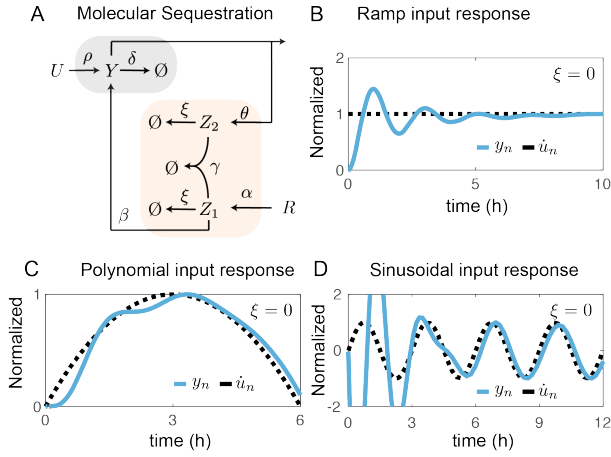 A Molecular Sequestration
U ρ Y δ Ø
Ø ξ Z₂ θ
Ø γ
Ø ξ Z₁ α R
β
B Ramp input response
Normalized
2
1
0
ξ = 0
yₙ u̇ₙ
0 5 10
time (h)
C Polynomial input response
Normalized
1
0
ξ = 0
yₙ u̇ₙ
0 3 6
time (h)
D Sinusoidal input response
Normalized
2
0
-2
ξ = 0
yₙ u̇ₙ
0 3 6 9 12
time (h)